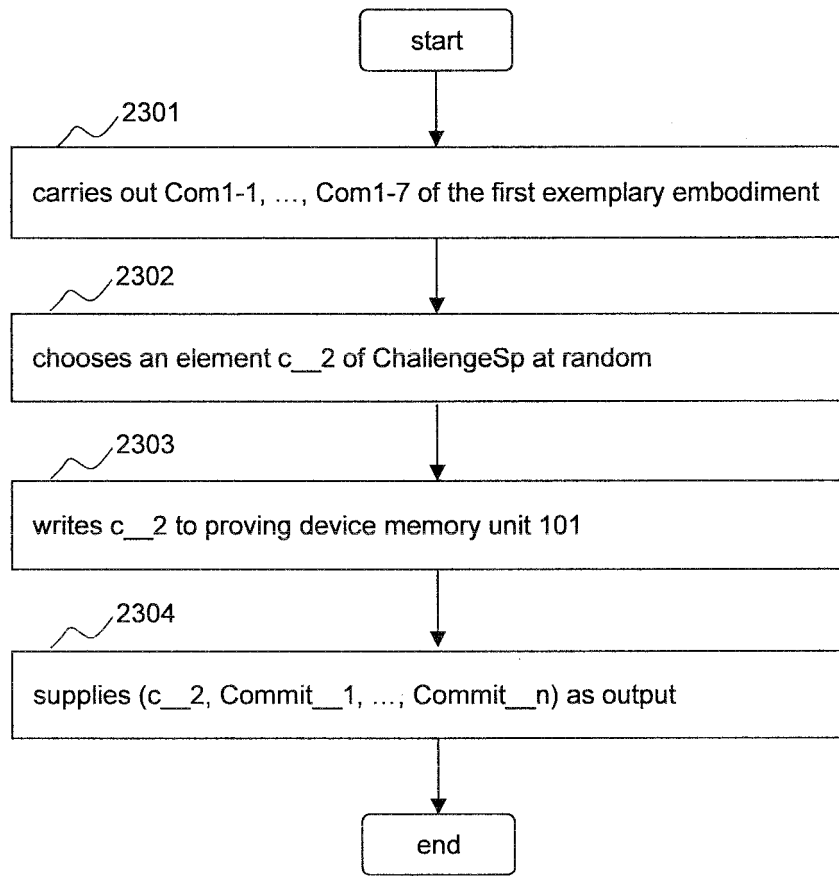 start
2301
carries out Com1-1, ..., Com1-7 of the first exemplary embodiment
2302
chooses an element c__2 of ChallengeSp at random
2303
writes c__2 to proving device memory unit 101
2304
supplies (c__2, Commit__1, ..., Commit__n) as output
end